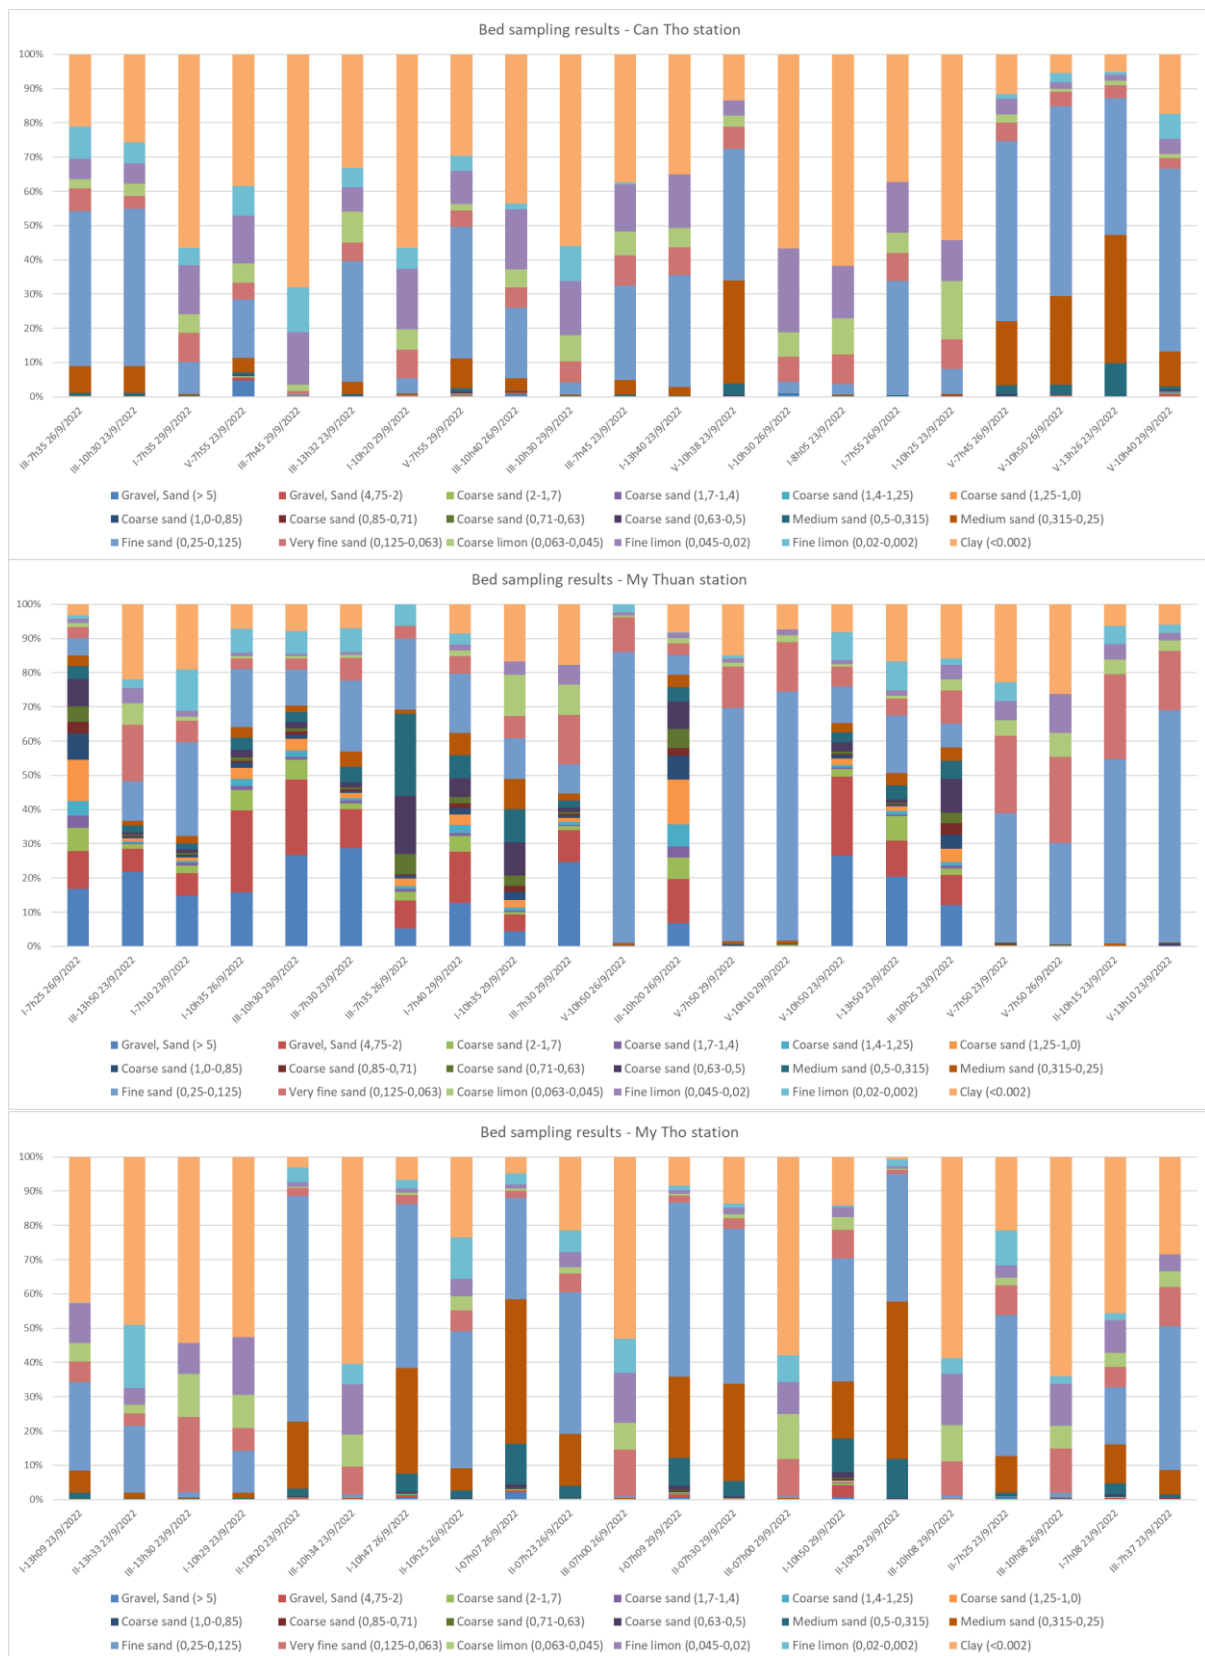 Bed sampling results - Can Tho station
100%
90%
80%
70%
60%
50%
40%
30%
20%
10%
0%
III-7h35 26/9/2022
III-10h30 23/9/2022
I-7h35 29/9/2022
V-7h55 23/9/2022
III-7h45 29/9/2022
III-13h32 23/9/2022
I-10h20 29/9/2022
V-7h55 29/9/2022
III-10h40 26/9/2022
III-10h30 29/9/2022
III-7h45 23/9/2022
I-13h40 23/9/2022
V-10h38 23/9/2022
I-10h30 26/9/2022
I-8h05 23/9/2022
I-7h55 26/9/2022
I-10h25 23/9/2022
V-7h45 26/9/2022
V-10h50 26/9/2022
V-13h26 23/9/2022
V-10h40 29/9/2022
Gravel, Sand (> 5) Gravel, Sand (4,75-2) Coarse sand (2-1,7) Coarse sand (1,7-1,4) Coarse sand (1,4-1,25) Coarse sand (1,25-1,0)
Coarse sand (1,0-0,85) Coarse sand (0,85-0,71) Coarse sand (0,71-0,63) Coarse sand (0,63-0,5) Medium sand (0,5-0,315) Medium sand (0,315-0,25)
Fine sand (0,25-0,125) Very fine sand (0,125-0,063) Coarse limon (0,063-0,045) Fine limon (0,045-0,02) Fine limon (0,02-0,002) Clay (<0.002)
Bed sampling results - My Thuan station
100%
90%
80%
70%
60%
50%
40%
30%
20%
10%
0%
I-7h25 26/9/2022
III-13h50 23/9/2022
I-7h10 23/9/2022
I-10h35 26/9/2022
III-10h30 29/9/2022
III-7h30 23/9/2022
III-7h35 26/9/2022
I-7h40 29/9/2022
I-10h35 29/9/2022
III-7h30 29/9/2022
V-10h50 26/9/2022
III-10h20 26/9/2022
V-7h50 29/9/2022
V-10h10 29/9/2022
V-10h50 23/9/2022
I-13h50 23/9/2022
III-10h25 23/9/2022
V-7h50 23/9/2022
V-7h50 26/9/2022
II-10h15 23/9/2022
V-13h10 23/9/2022
Gravel, Sand (> 5) Gravel, Sand (4,75-2) Coarse sand (2-1,7) Coarse sand (1,7-1,4) Coarse sand (1,4-1,25) Coarse sand (1,25-1,0)
Coarse sand (1,0-0,85) Coarse sand (0,85-0,71) Coarse sand (0,71-0,63) Coarse sand (0,63-0,5) Medium sand (0,5-0,315) Medium sand (0,315-0,25)
Fine sand (0,25-0,125) Very fine sand (0,125-0,063) Coarse limon (0,063-0,045) Fine limon (0,045-0,02) Fine limon (0,02-0,002) Clay (<0.002)
Bed sampling results - My Tho station
100%
90%
80%
70%
60%
50%
40%
30%
20%
10%
0%
I-13h09 23/9/2022
II-13h33 23/9/2022
III-13h30 23/9/2022
I-10h29 23/9/2022
II-10h20 23/9/2022
III-10h34 23/9/2022
I-10h47 26/9/2022
II-10h25 26/9/2022
I-07h07 26/9/2022
II-07h23 26/9/2022
III-07h00 26/9/2022
I-07h09 29/9/2022
II-07h30 29/9/2022
III-07h00 29/9/2022
I-10h50 29/9/2022
II-10h29 29/9/2022
III-10h08 29/9/2022
II-7h25 23/9/2022
III-10h08 26/9/2022
I-7h08 23/9/2022
III-7h37 23/9/2022
Gravel, Sand (> 5) Gravel, Sand (4,75-2) Coarse sand (2-1,7) Coarse sand (1,7-1,4) Coarse sand (1,4-1,25) Coarse sand (1,25-1,0)
Coarse sand (1,0-0,85) Coarse sand (0,85-0,71) Coarse sand (0,71-0,63) Coarse sand (0,63-0,5) Medium sand (0,5-0,315) Medium sand (0,315-0,25)
Fine sand (0,25-0,125) Very fine sand (0,125-0,063) Coarse limon (0,063-0,045) Fine limon (0,045-0,02) Fine limon (0,02-0,002) Clay (<0.002)